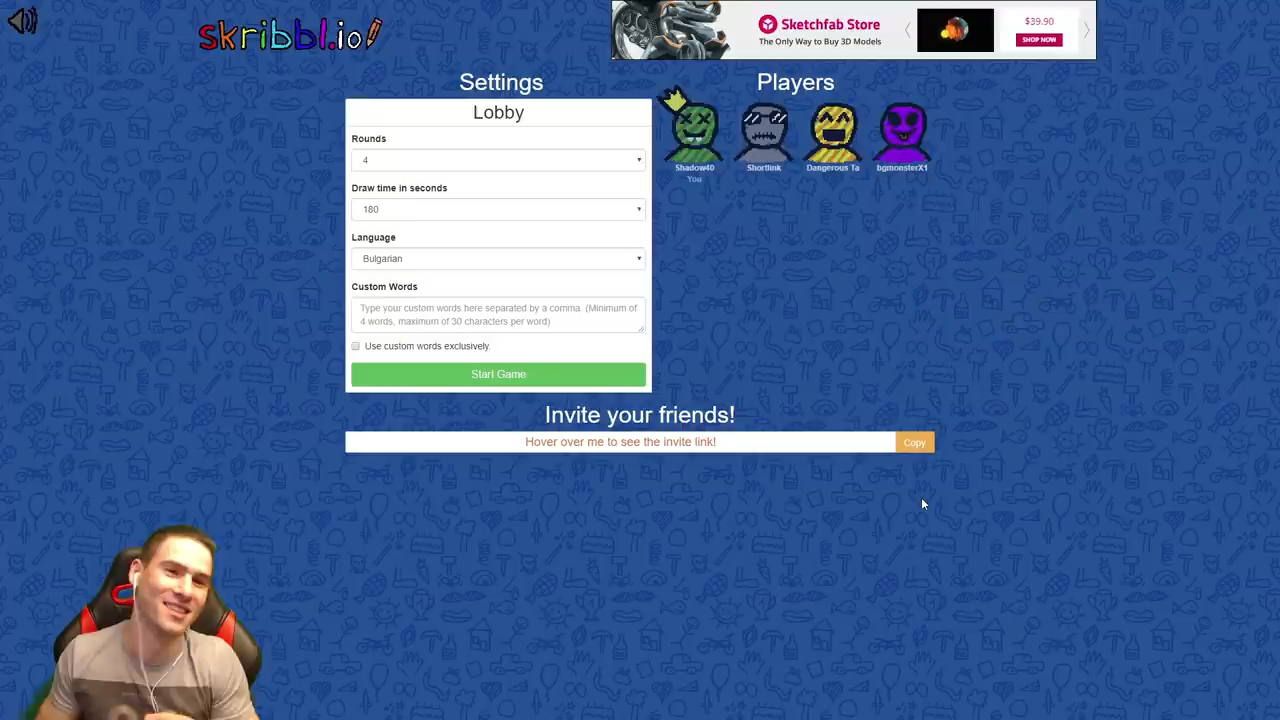 skribbl.io
Sketchfab Store
The Only Way to Buy 3D Models
$39.90
SHOP NOW
Settings
Players
Lobby
Rounds
4
Draw time in seconds
180
Language
Bulgarian
Custom Words
Type your custom words here separated by a comma. (Minimum of
4 words, maximum of 30 characters per word)
Use custom words exclusively.
Start Game
Shadow40
You
Shortlink
Dangerous Ta
bgmonsterX1
Invite your friends!
Hover over me to see the invite link!
Copy